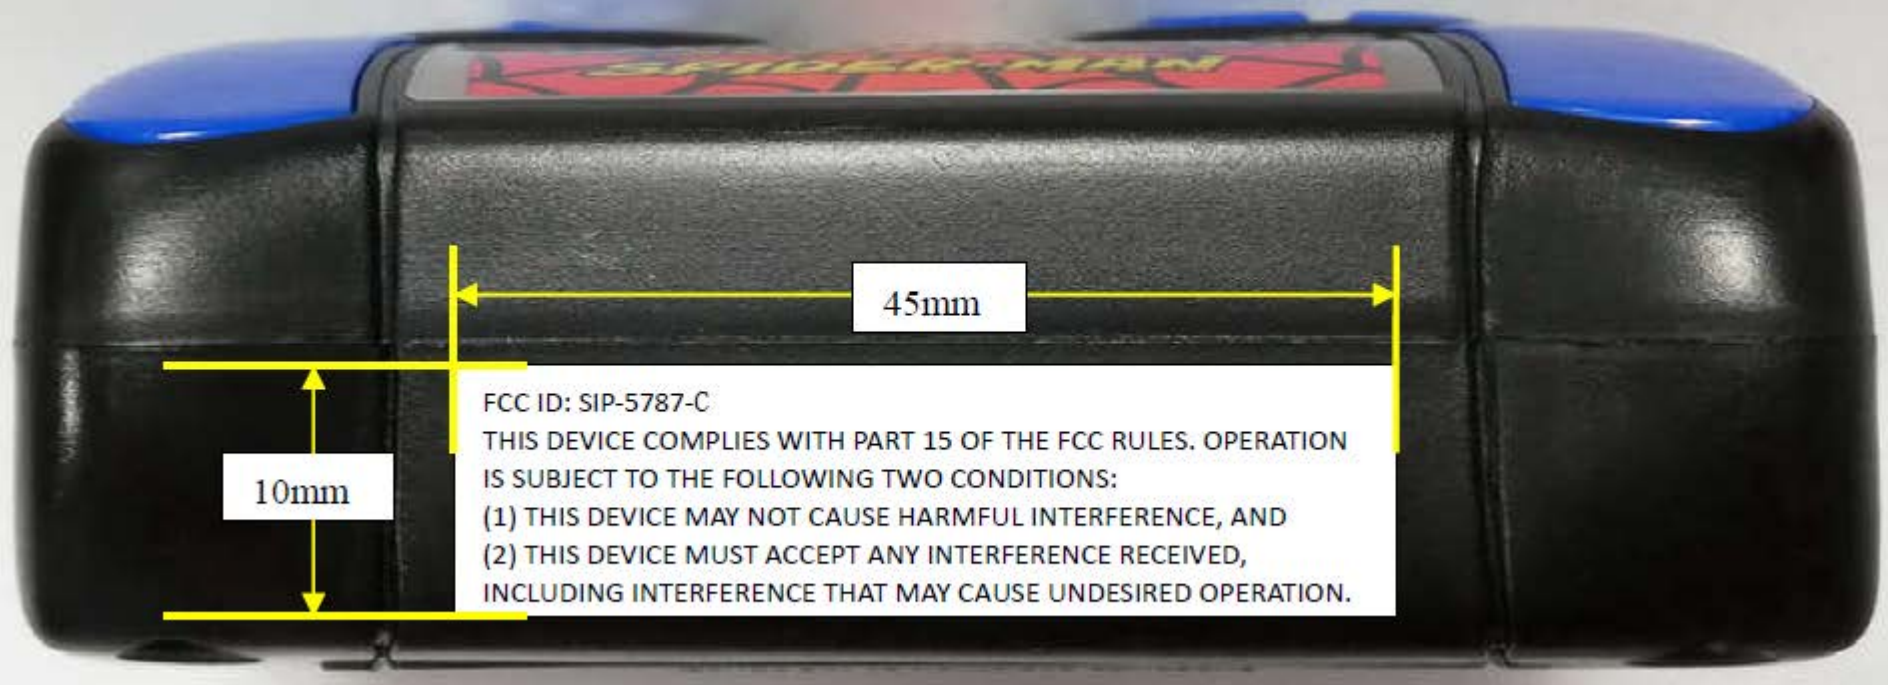 SPIDER-MAN
45mm
10mm
FCC ID: SIP-5787-C
THIS DEVICE COMPLIES WITH PART 15 OF THE FCC RULES. OPERATION
IS SUBJECT TO THE FOLLOWING TWO CONDITIONS:
(1) THIS DEVICE MAY NOT CAUSE HARMFUL INTERFERENCE, AND
(2) THIS DEVICE MUST ACCEPT ANY INTERFERENCE RECEIVED,
INCLUDING INTERFERENCE THAT MAY CAUSE UNDESIRED OPERATION.